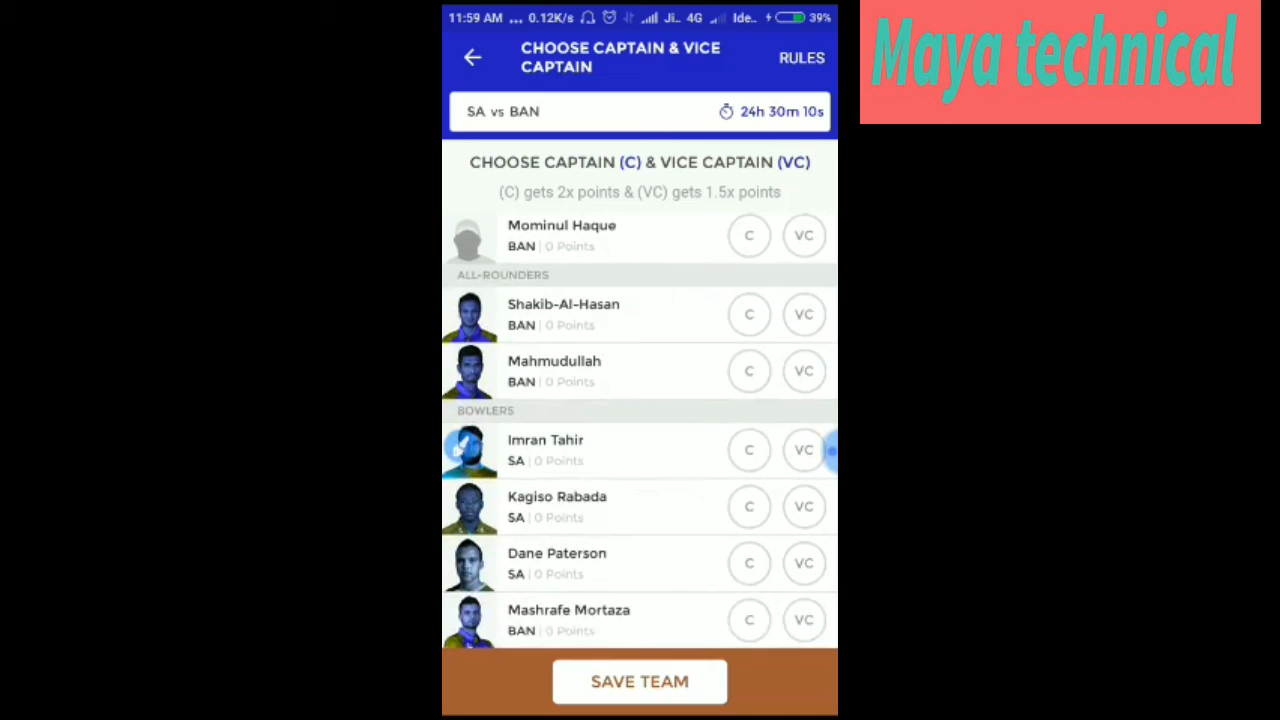 11:59 AM ... 0.12K/s Ji.. 4G Ide.. 39%
Maya technical
CHOOSE CAPTAIN & VICE
CAPTAIN
RULES
SA vs BAN 24h 30m 10s
CHOOSE CAPTAIN (C) & VICE CAPTAIN (VC)
(C) gets 2x points & (VC) gets 1.5x points
Mominul Haque
BAN | 0 Points
C VC
ALL-ROUNDERS
Shakib-Al-Hasan
BAN | 0 Points
C VC
Mahmudullah
BAN | 0 Points
C VC
BOWLERS
Imran Tahir
SA | 0 Points
C VC
Kagiso Rabada
SA | 0 Points
C VC
Dane Paterson
SA | 0 Points
C VC
Mashrafe Mortaza
BAN | 0 Points
C VC
SAVE TEAM